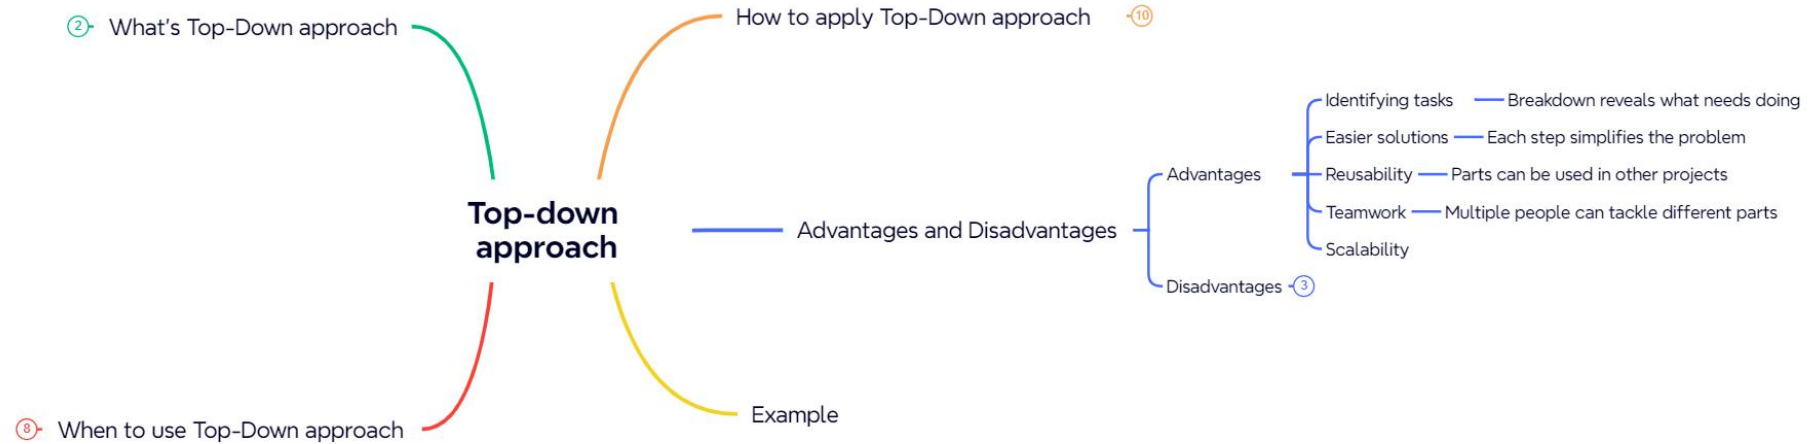 2
What's Top-Down approach
How to apply Top-Down approach
10
Top-down
approach
Advantages and Disadvantages
Advantages
Identifying tasks
Breakdown reveals what needs doing
Easier solutions
Each step simplifies the problem
Reusability
Parts can be used in other projects
Teamwork
Multiple people can tackle different parts
Scalability
Disadvantages
3
8
When to use Top-Down approach
Example